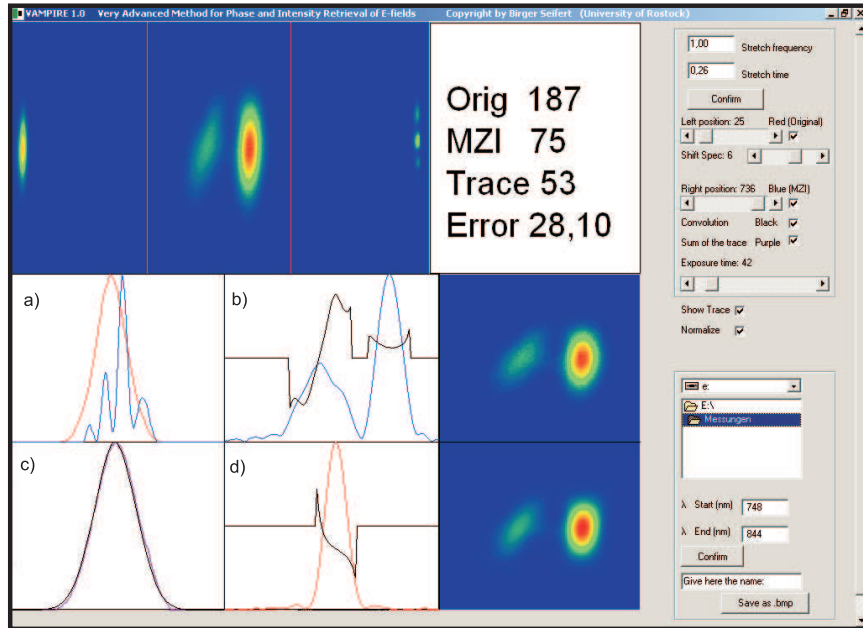 VAMPIRE 1.0 Very Advanced Method for Phase and Intensity Retrieval of E-fields Copyright by Birger Seifert (University of Rostock)
Orig 187
MZI 75
Trace 53
Error 28,10
1,00 Stretch frequency
0,26 Stretch time
Confirm
Left position: 25 Red (Original)
Shift Spec: 6
Right position: 736 Blue (MZI)
Convolution Black
Sum of the trace Purple
Exposure time: 42
Show Trace
Normalize
a)
b)
c)
d)
e:
E:\
Messungen
λ Start (nm) 748
λ End (nm) 844
Confirm
Give here the name:
Save as .bmp